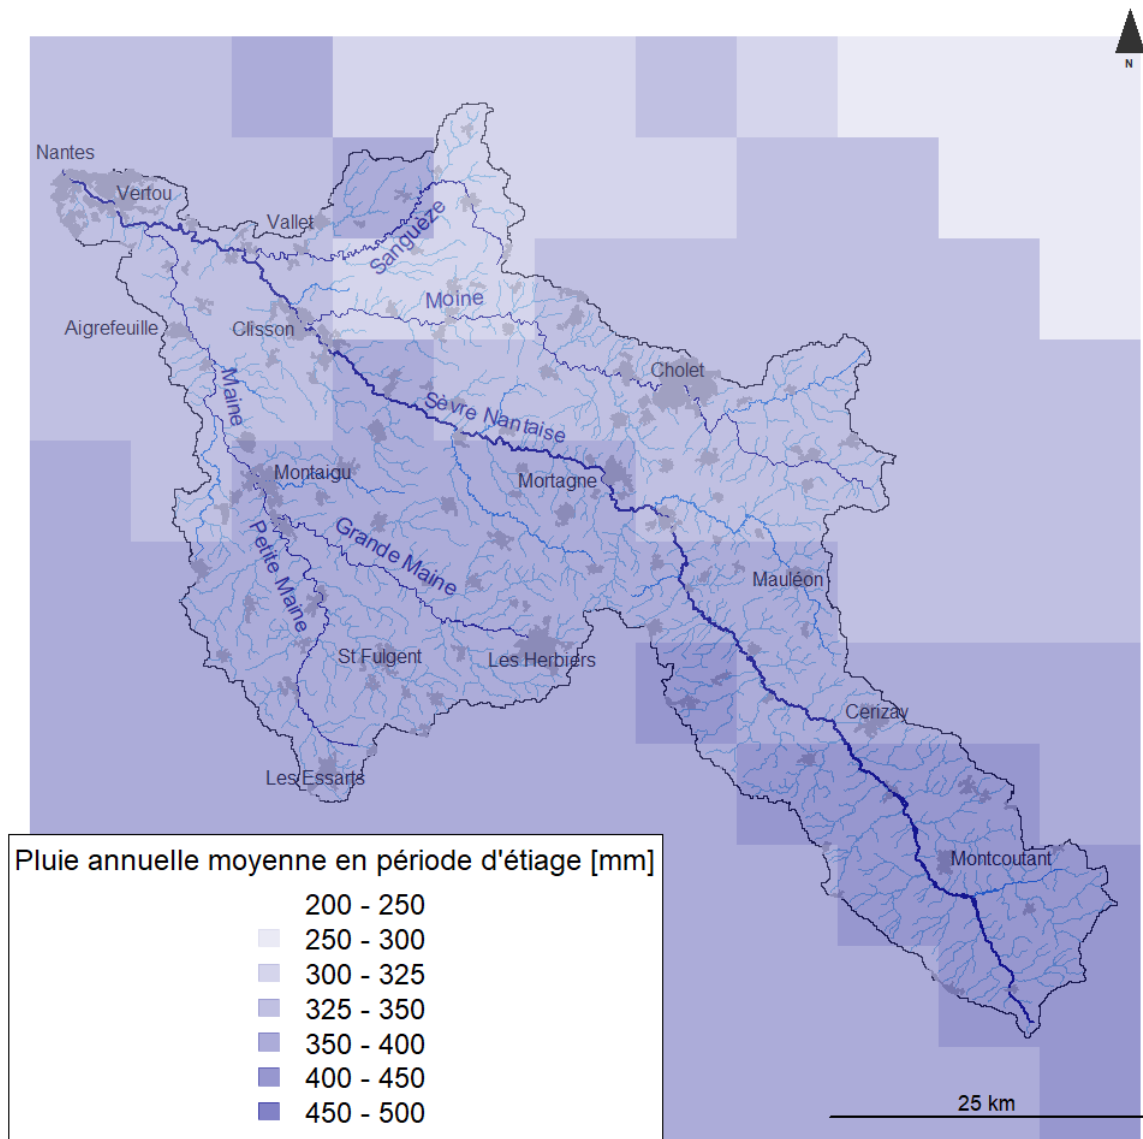 N
Nantes
Vertou
Vallet
Sanguèze
Moine
Aigrefeuille
Clisson
Cholet
Maine
Sèvre Nantaise
Montaigu
Mortagne
Petite Maine
Grande Maine
Mauléon
St Fulgent
Les Herbiers
Cerizay
Les Essarts
Montcoutant
Pluie annuelle moyenne en période d'étiage [mm]
200 - 250
250 - 300
300 - 325
325 - 350
350 - 400
400 - 450
450 - 500
25 km